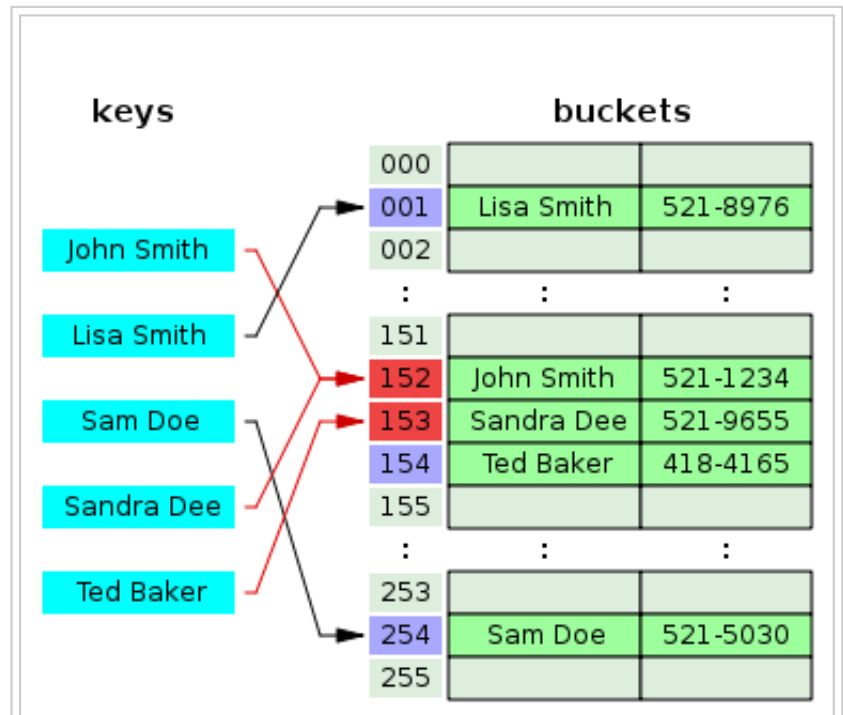 keys
buckets
000
001 Lisa Smith 521-8976
John Smith
002
: : :
Lisa Smith
151
152 John Smith 521-1234
Sam Doe
153 Sandra Dee 521-9655
154 Ted Baker 418-4165
Sandra Dee
155
: : :
Ted Baker
253
254 Sam Doe 521-5030
255